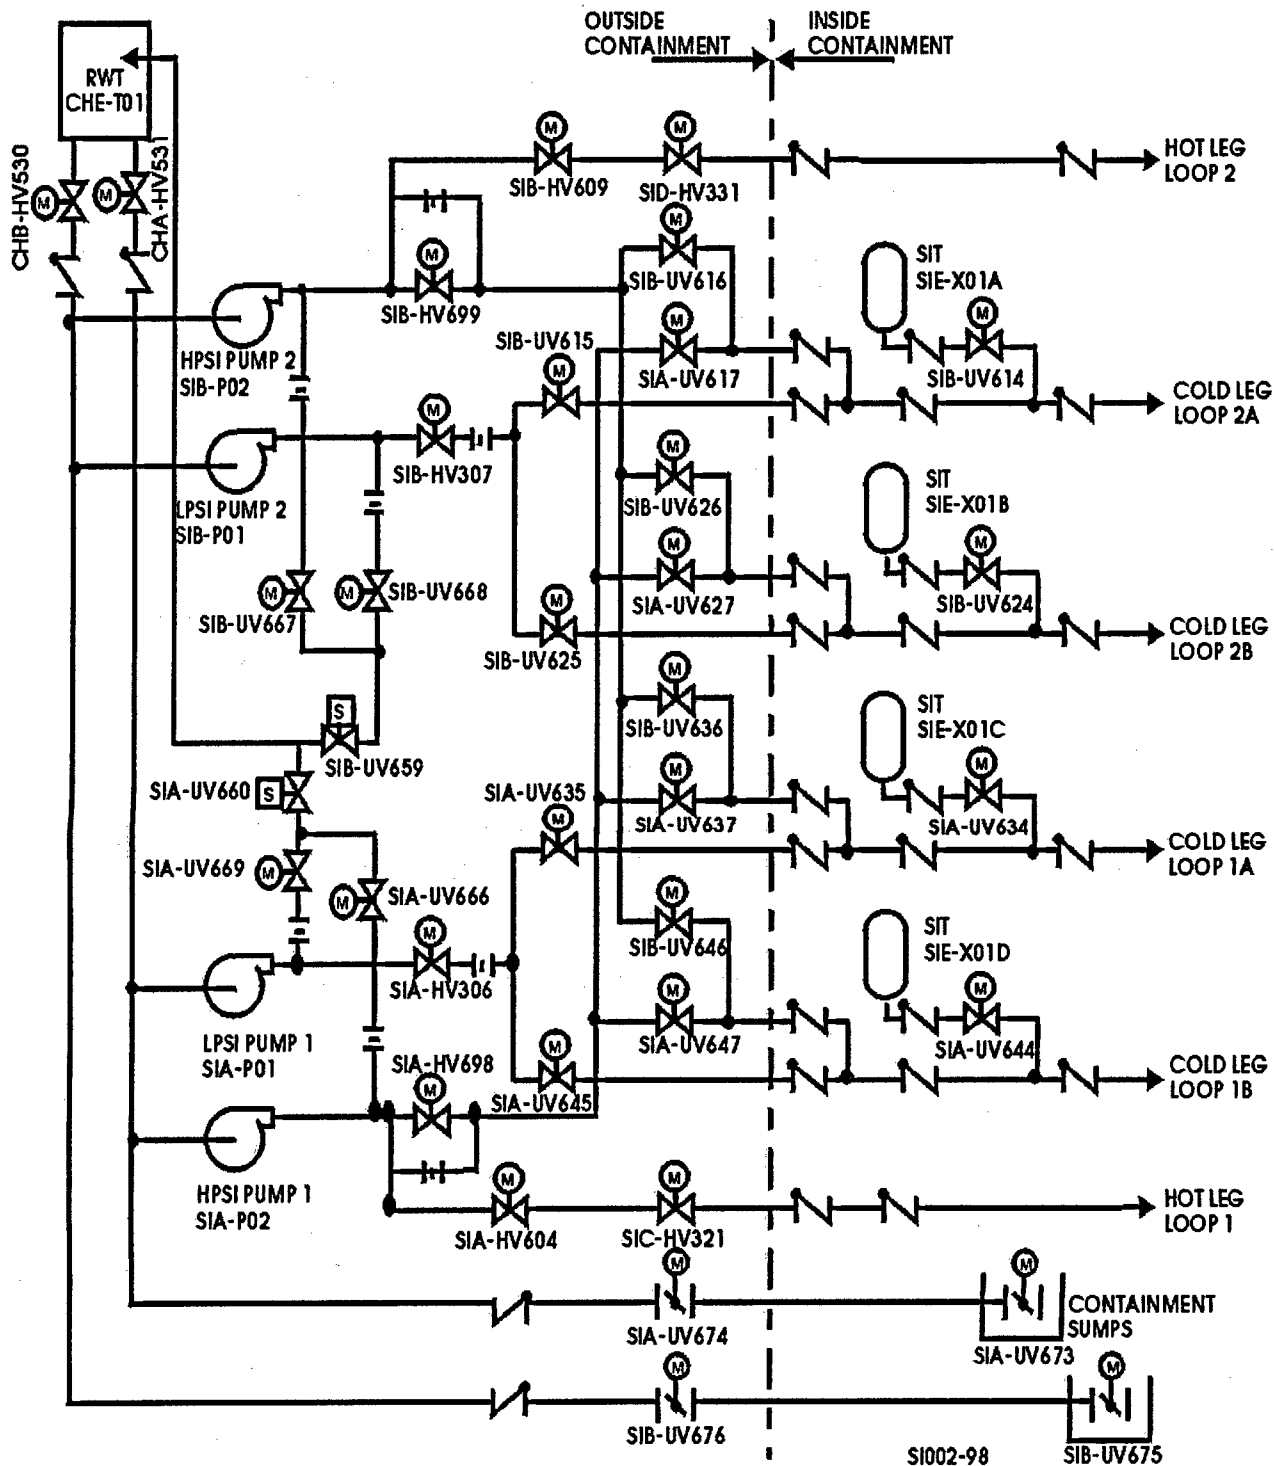 OUTSIDE
CONTAINMENT
INSIDE
CONTAINMENT
RWT
CHE-T01
CHB-HV530
CHA-HV531
M
M
M
M
SIB-HV609
SID-HV331
HOT LEG
LOOP 2
M
SIB-UV616
M
SIB-HV699
SIT
SIE-X01A
M
SIB-UV614
HPSI PUMP 2
SIB-P02
SIB-UV615
M
M
SIA-UV617
COLD LEG
LOOP 2A
M
SIB-HV307
LPSI PUMP 2
SIB-P01
M
SIB-UV626
SIT
SIE-X01B
M
SIB-UV624
M
SIA-UV627
M
SIB-UV667
M
SIB-UV668
M
SIB-UV625
COLD LEG
LOOP 2B
M
SIB-UV636
SIT
SIE-X01C
S
SIB-UV659
SIA-UV660
S
SIA-UV635
M
M
SIA-UV637
M
SIA-UV634
COLD LEG
LOOP 1A
SIA-UV669
M
M
SIA-UV666
M
SIA-HV306
M
SIB-UV646
SIT
SIE-X01D
M
SIA-UV644
LPSI PUMP 1
SIA-P01
M
SIA-UV647
SIA-HV698
M
M
SIA-UV645
COLD LEG
LOOP 1B
HPSI PUMP 1
SIA-P02
M
SIA-HV604
M
SIC-HV321
HOT LEG
LOOP 1
M
SIA-UV674
M
SIA-UV673
CONTAINMENT
SUMPS
M
SIB-UV676
M
SIB-UV675
SI002-98